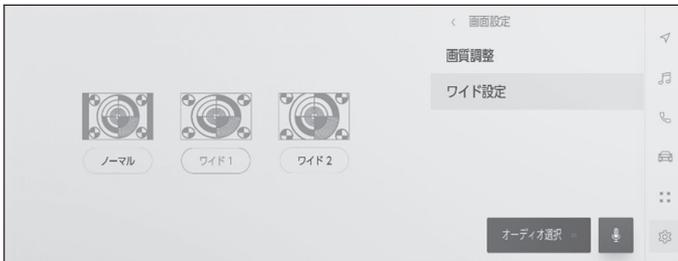 < 画面設定
画質調整
ワイド設定
ノーマル
ワイド1
ワイド2
オーディオ選択